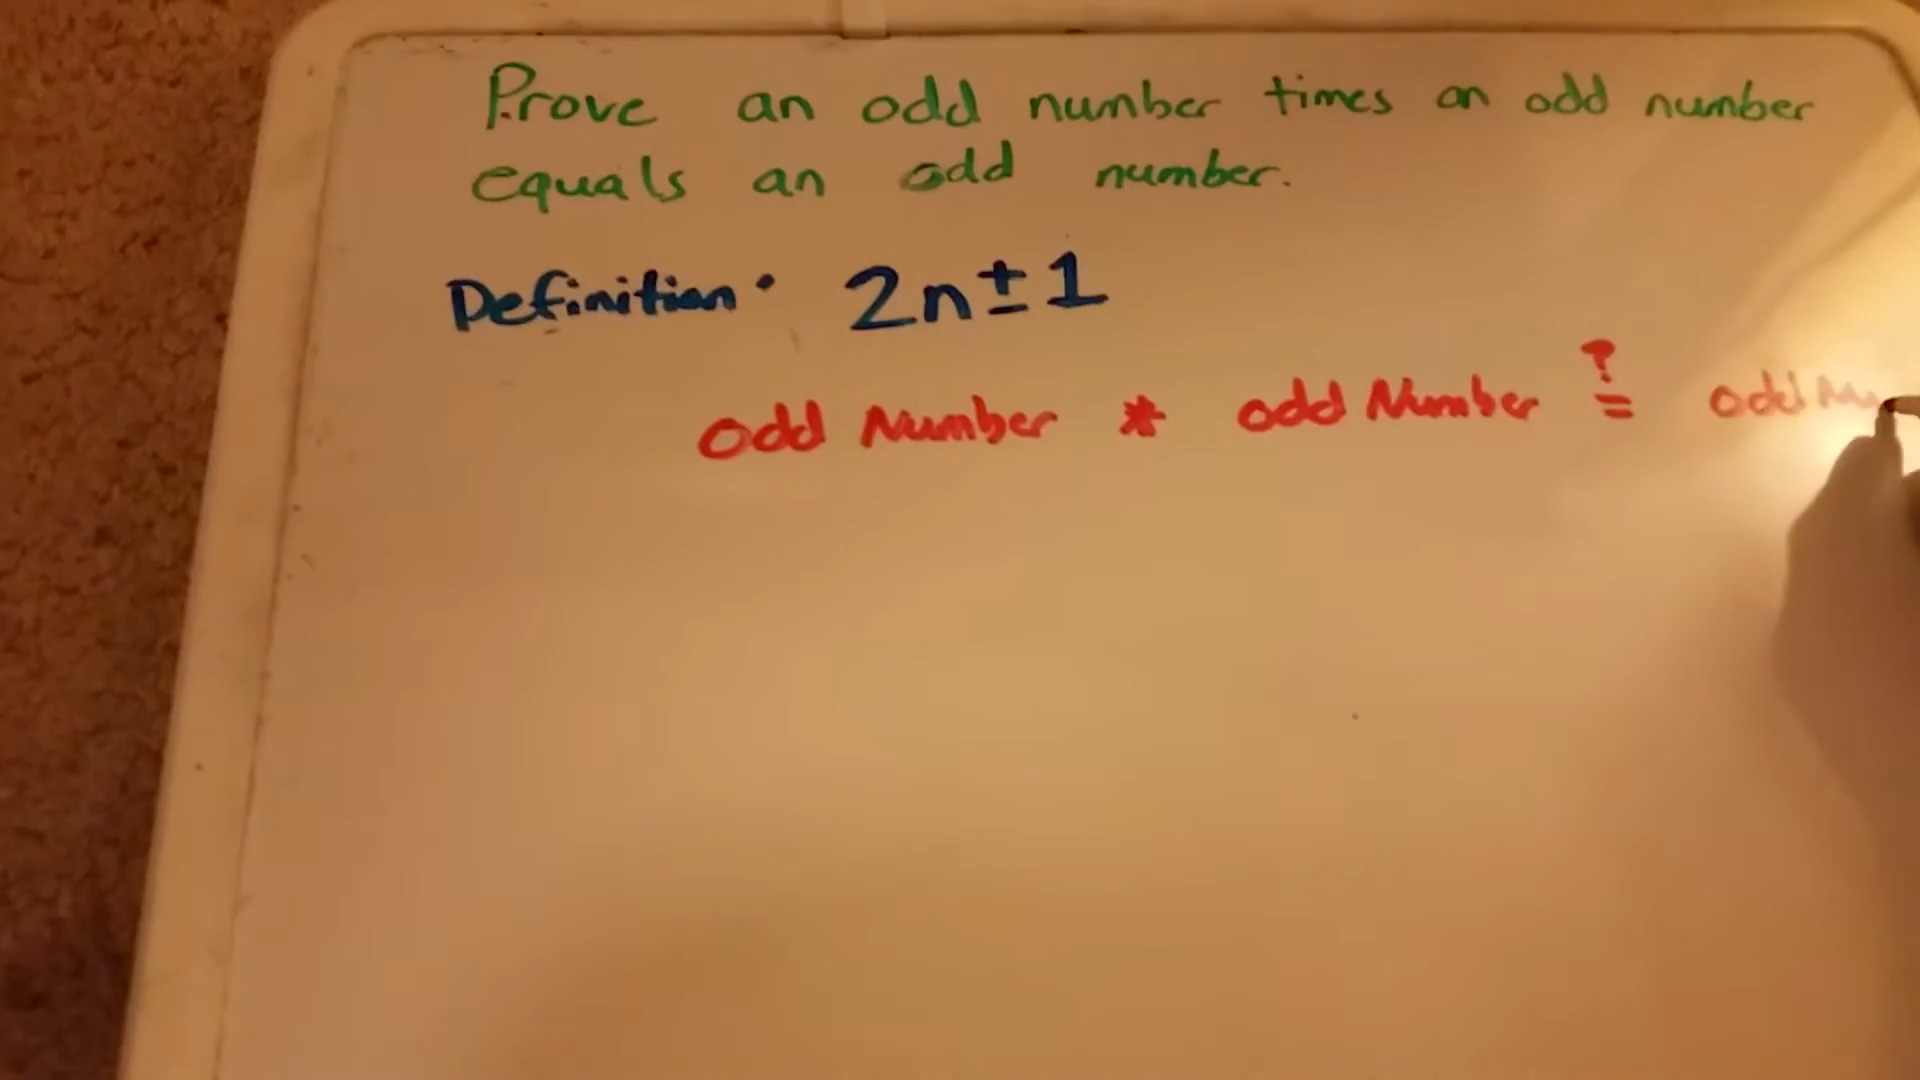 Prove an odd number times an odd number
equals an odd number.
Definition: 2n±1
?
odd Number * odd Number = odd Nu